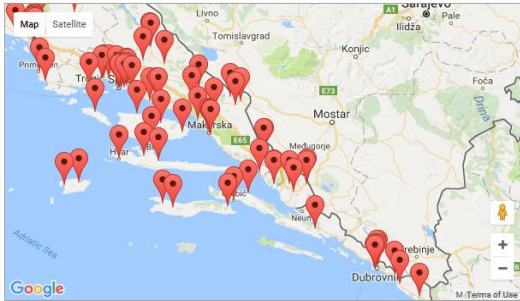 Map Satellite
Livno
Tomislavgrad
A1
Sarajevo
Ilidža
Pale
Konjic
Foča
Drina
E73
Mostar
E65
Međugorje
Hvar
Neum
Trebinje
Dubrovnik
Adriatic Sea
Google
+
−
Terms of Use